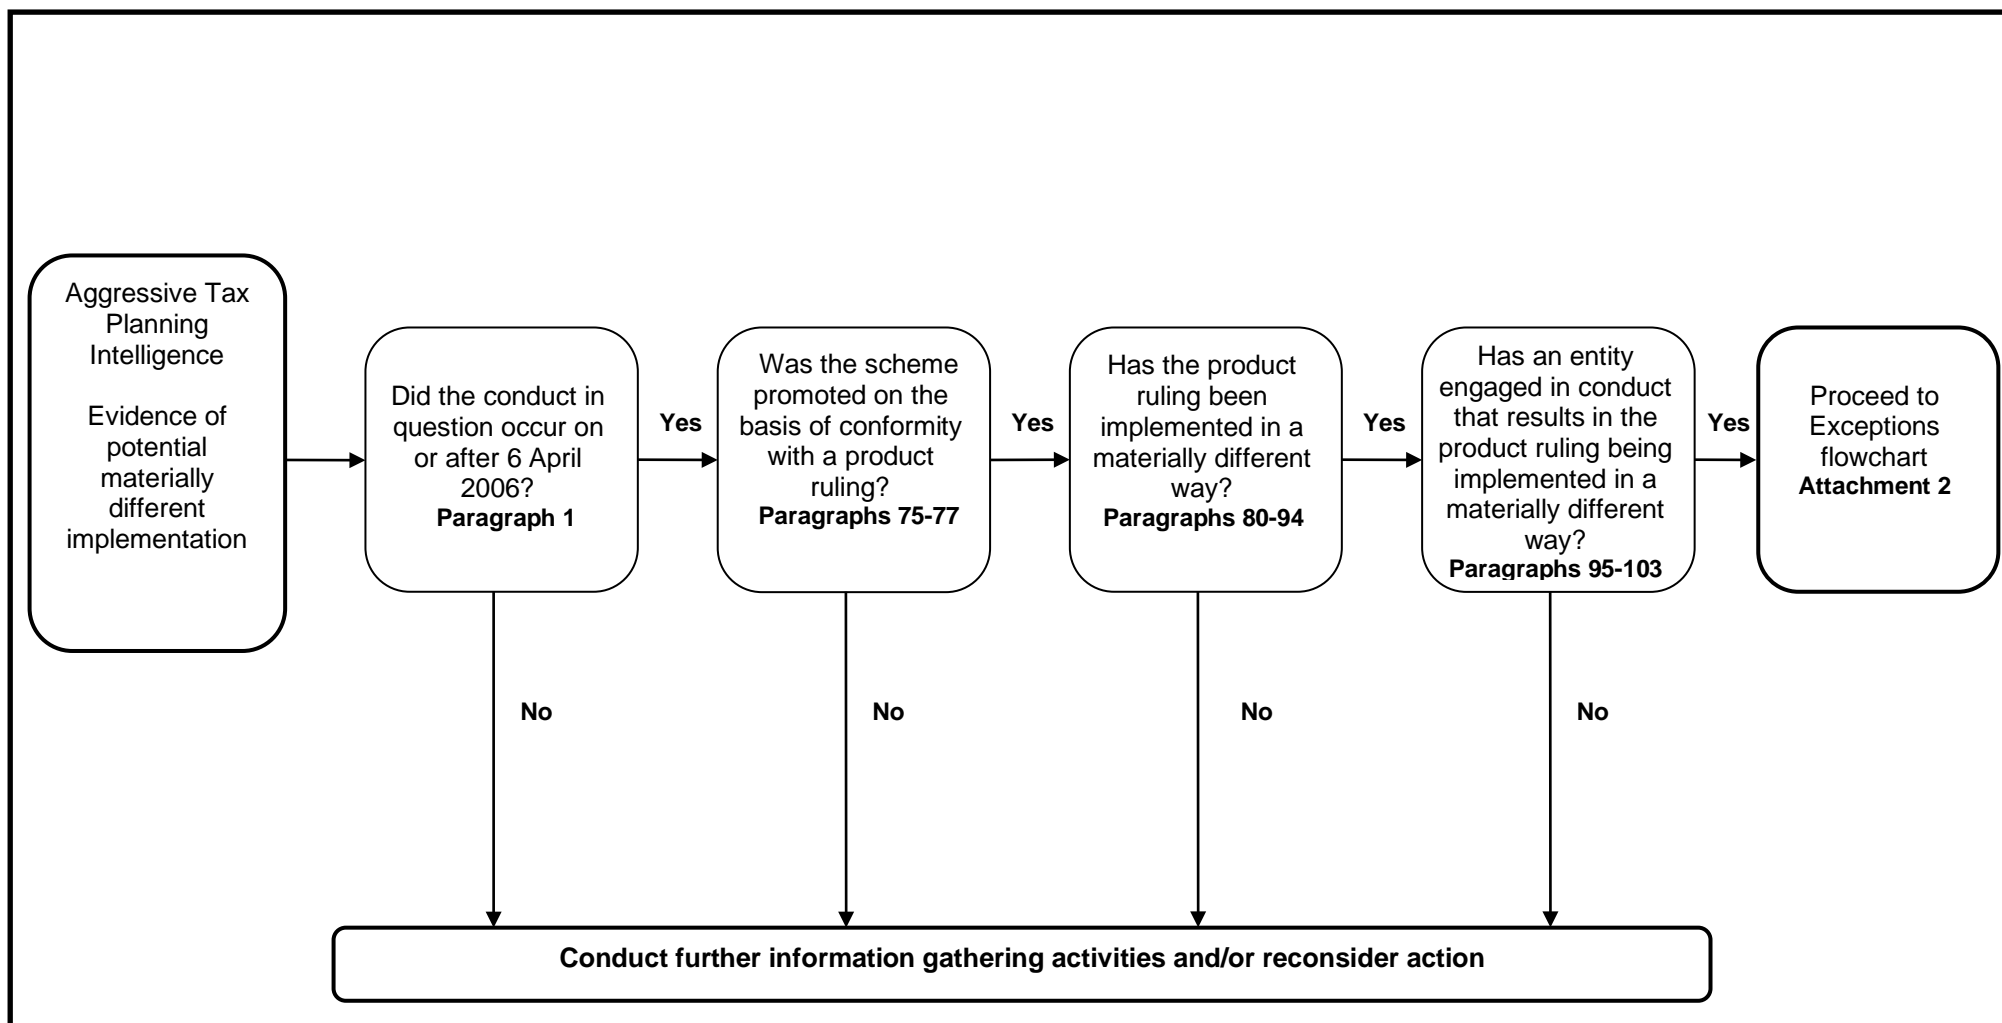 Aggressive Tax
Planning
Intelligence
Evidence of
potential
materially
different
implementation
Did the conduct in
question occur on
or after 6 April
2006?
Paragraph 1
Yes
Was the scheme
promoted on the
basis of conformity
with a product
ruling?
Paragraphs 75-77
Yes
Has the product
ruling been
implemented in a
materially different
way?
Paragraphs 80-94
Yes
Has an entity
engaged in conduct
that results in the
product ruling being
implemented in a
materially different
way?
Paragraphs 95-103
Yes
Proceed to
Exceptions
flowchart
Attachment 2
No
No
No
No
Conduct further information gathering activities and/or reconsider action